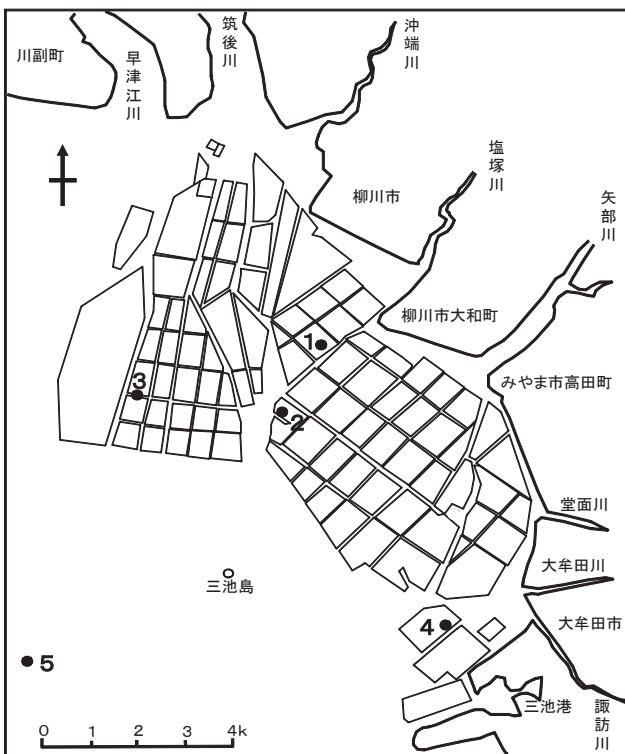 川副町
早津江川
筑後川
沖端川
塩塚川
矢部川
柳川市
柳川市大和町
みやま市高田町
1
3
2
堂面川
大牟田川
三池島
4
大牟田市
5
三池港
諏訪川
0 1 2 3 4k